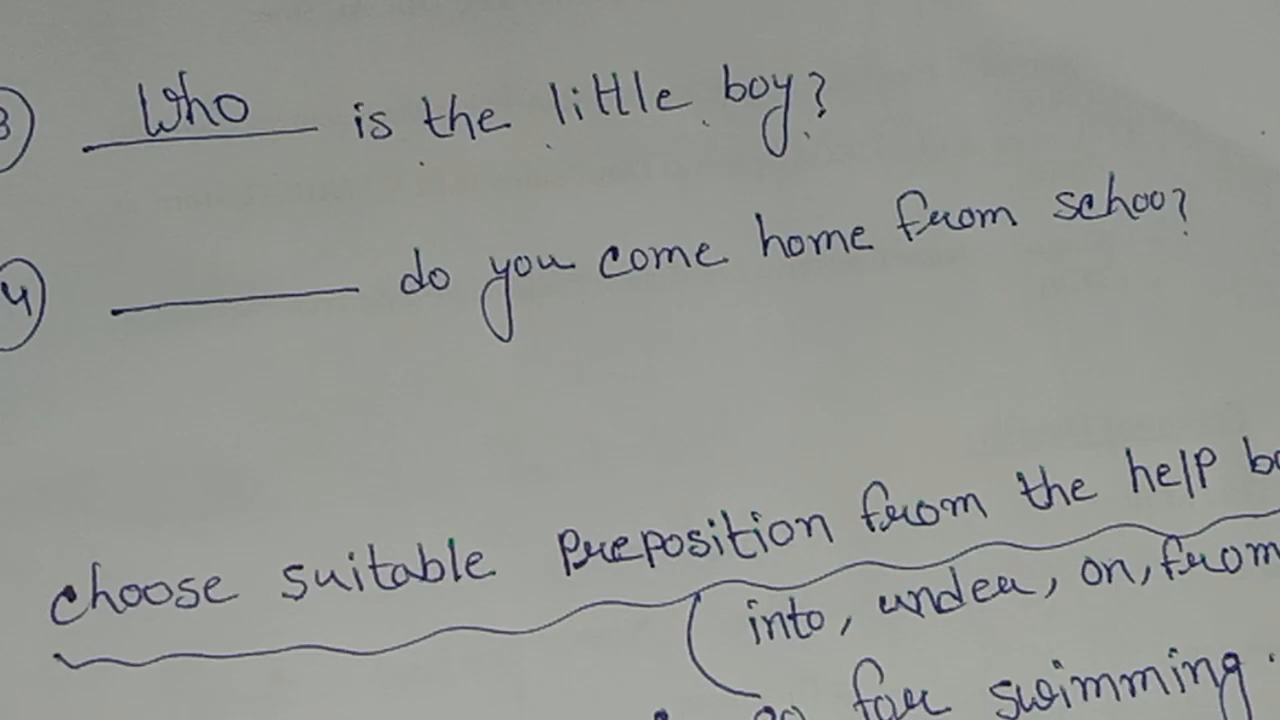 3) Who is the little boy?
4) ______ do you come home from schoo?
choose suitable preposition from the help
into, under, on, from
go for swimming.